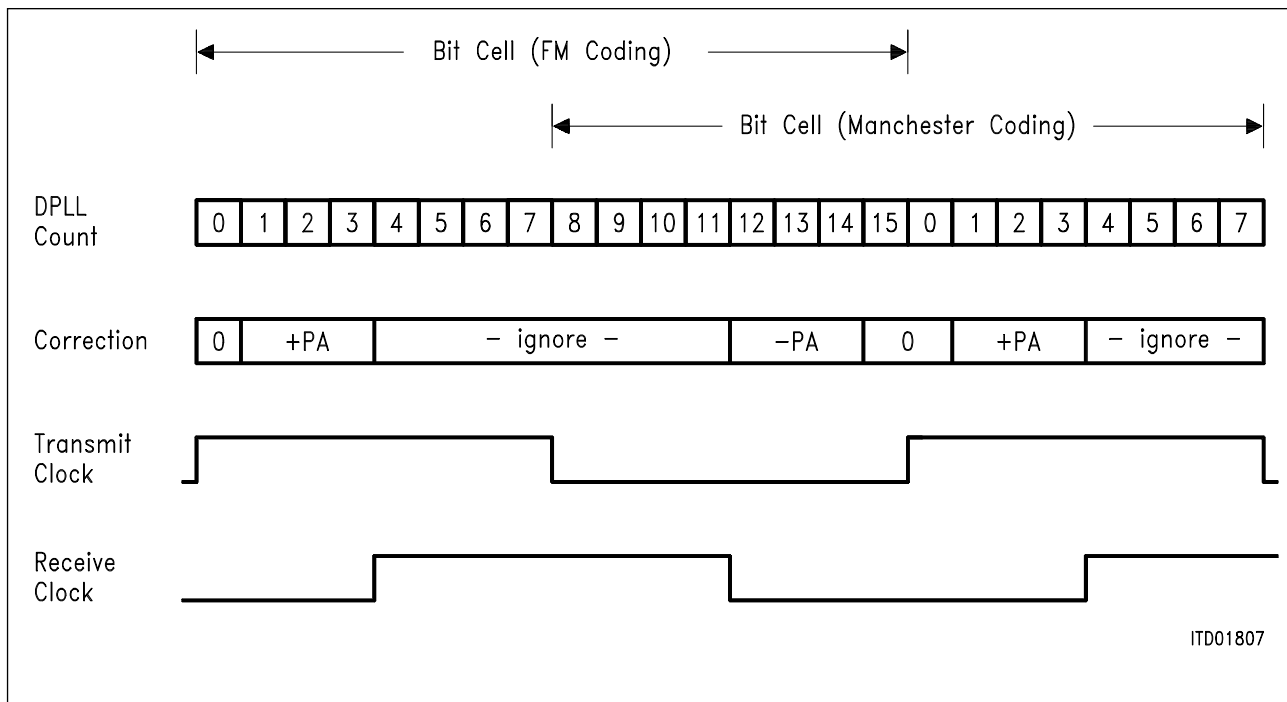 Bit Cell (FM Coding)
Bit Cell (Manchester Coding)
DPLL
Count
0 1 2 3 4 5 6 7 8 9 10 11 12 13 14 15 0 1 2 3 4 5 6 7
Correction
0 +PA - ignore - -PA 0 +PA - ignore -
Transmit
Clock
Receive
Clock
ITD01807